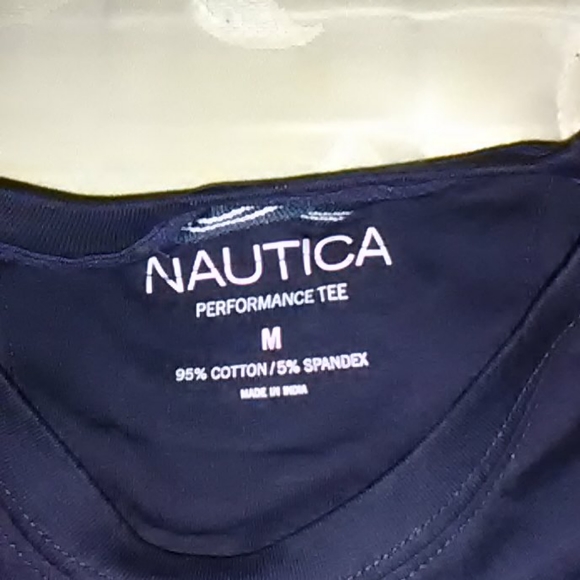 NAUTICA
PERFORMANCE TEE
M
95% COTTON/5% SPANDEX
MADE IN INDIA